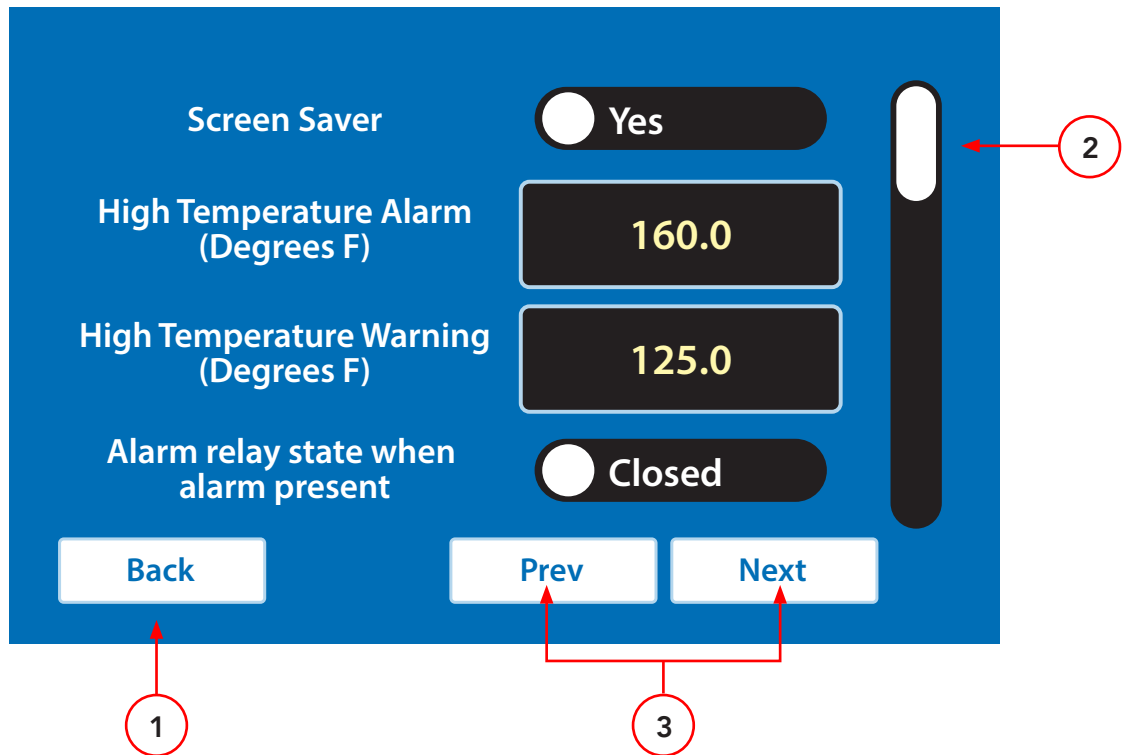 Screen Saver
Yes
2
High Temperature Alarm
(Degrees F)
160.0
High Temperature Warning
(Degrees F)
125.0
Alarm relay state when
alarm present
Closed
Back
Prev
Next
1
3